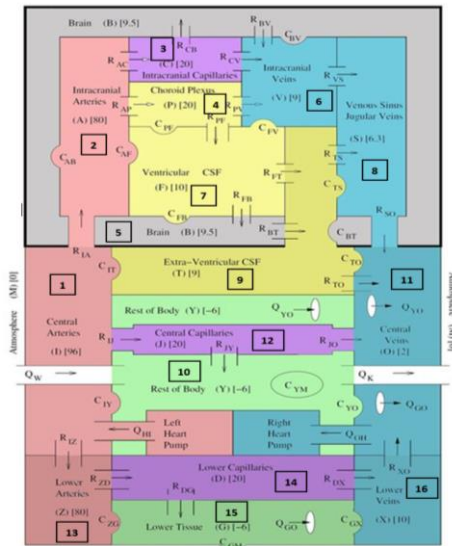 Brain (B) [9.5]
R_CB
R_BV
C_BV
3
(C) [20]
R_AC
R_CV
Intracranial Capillaries
Intracranial
Veins
(V) [9]
6
R_VS
Intracranial
Arteries
(A) [80]
2
Choroid Plexus
(P) [20]
4
R_AP
R_PV
R_PF
C_PF
C_FV
Venous Sinus
Jugular Veins
(S) [6.3]
8
C_AB
C_AF
Ventricular CSF
(F) [10]
7
R_FT
R_TS
C_TS
R_FB
C_FB
5
Brain (B) [9.5]
R_BT
C_BT
R_SO
R_IA
C_IT
Extra-Ventricular CSF
(T) [9]
9
C_TO
R_TO
11
1
Atmosphere (M) [0]
Rest of Body (Y) [-6]
Q_YO
Q_YO
Central
Arteries
(I) [96]
R_IJ
Central Capillaries
(J) [20]
12
R_JO
R_JY
Central
Veins
(O) [2]
Q_W
10
Rest of Body (Y) [-6]
Q_K
C_YM
C_IY
C_YO
Q_GO
Left
Heart
Pump
Right
Heart
Pump
Q_HI
Q_OH
R_IZ
R_XO
Lower
Arteries
(Z) [80]
13
R_ZD
Lower Capillaries
(D) [20]
14
R_DX
Lower
Veins
(X) [10]
16
R_DG
15
Lower Tissue
(G) [-6]
C_ZG
Q_GO
C_GX
C_GM